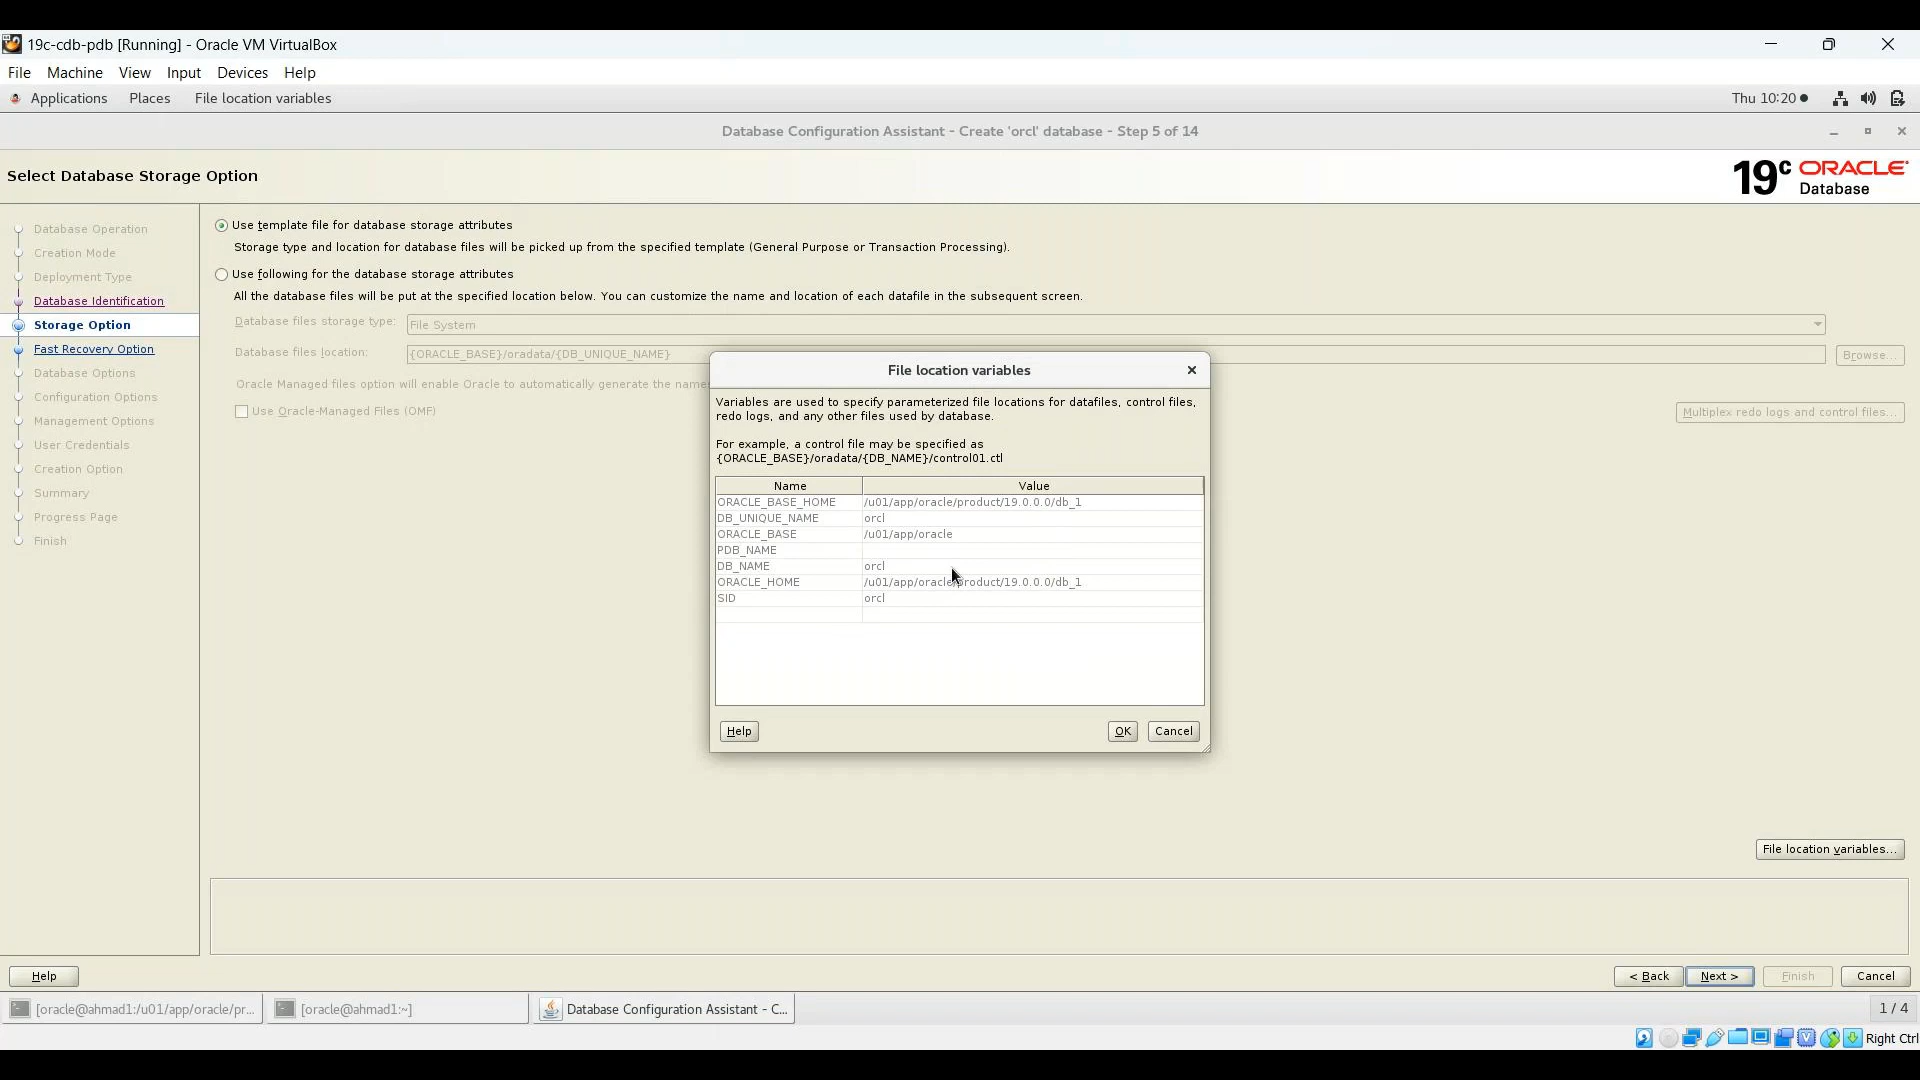 19c-cdb-pdb [Running] - Oracle VM VirtualBox
File Machine View Input Devices Help
Applications Places File location variables Thu 10:20
Database Configuration Assistant - Create 'orcl' database - Step 5 of 14
Select Database Storage Option
19c ORACLE Database
Database Operation
Creation Mode
Deployment Type
Database Identification
Storage Option
Fast Recovery Option
Database Options
Configuration Options
Management Options
User Credentials
Creation Option
Summary
Progress Page
Finish
Use template file for database storage attributes
Storage type and location for database files will be picked up from the specified template (General Purpose or Transaction Processing).
Use following for the database storage attributes
All the database files will be put at the specified location below. You can customize the name and location of each datafile in the subsequent screen.
Database files storage type: File System
Database files location: {ORACLE_BASE}/oradata/{DB_UNIQUE_NAME} Browse...
Oracle Managed files option will enable Oracle to automatically generate the names
Use Oracle-Managed Files (OMF) Multiplex redo logs and control files...
File location variables
Variables are used to specify parameterized file locations for datafiles, control files,
redo logs, and any other files used by database.
For example, a control file may be specified as
{ORACLE_BASE}/oradata/{DB_NAME}/control01.ctl
Name Value
ORACLE_BASE_HOME /u01/app/oracle/product/19.0.0.0/db_1
DB_UNIQUE_NAME orcl
ORACLE_BASE /u01/app/oracle
PDB_NAME
DB_NAME orcl
ORACLE_HOME /u01/app/oracle/product/19.0.0.0/db_1
SID orcl
Help OK Cancel
File location variables...
Help < Back Next > Finish Cancel
[oracle@ahmad1:/u01/app/oracle/pr... [oracle@ahmad1:~] Database Configuration Assistant - C... 1 / 4
Right Ctrl